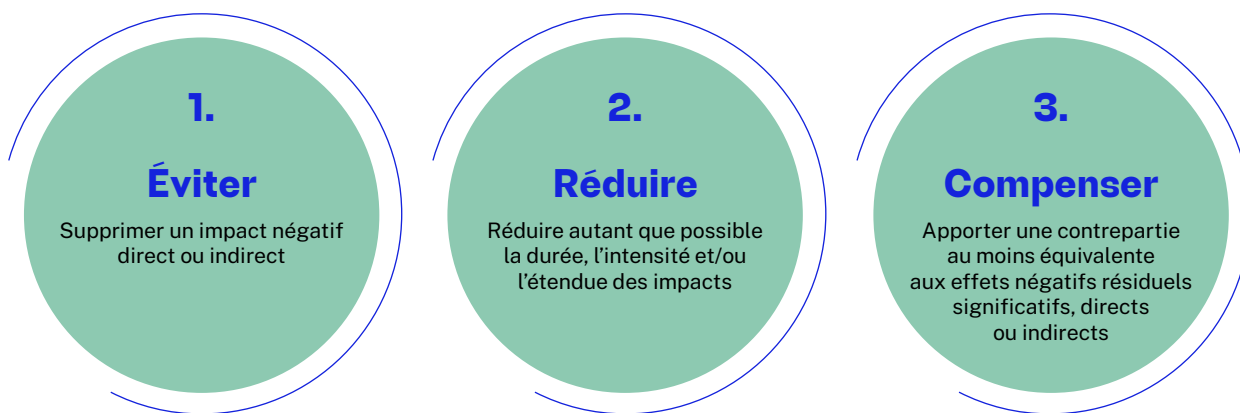 1.
Éviter
Supprimer un impact négatif
direct ou indirect
2.
Réduire
Réduire autant que possible
la durée, l’intensité et/ou
l’étendue des impacts
3.
Compenser
Apporter une contrepartie
au moins équivalente
aux effets négatifs résiduels
significatifs, directs
ou indirects